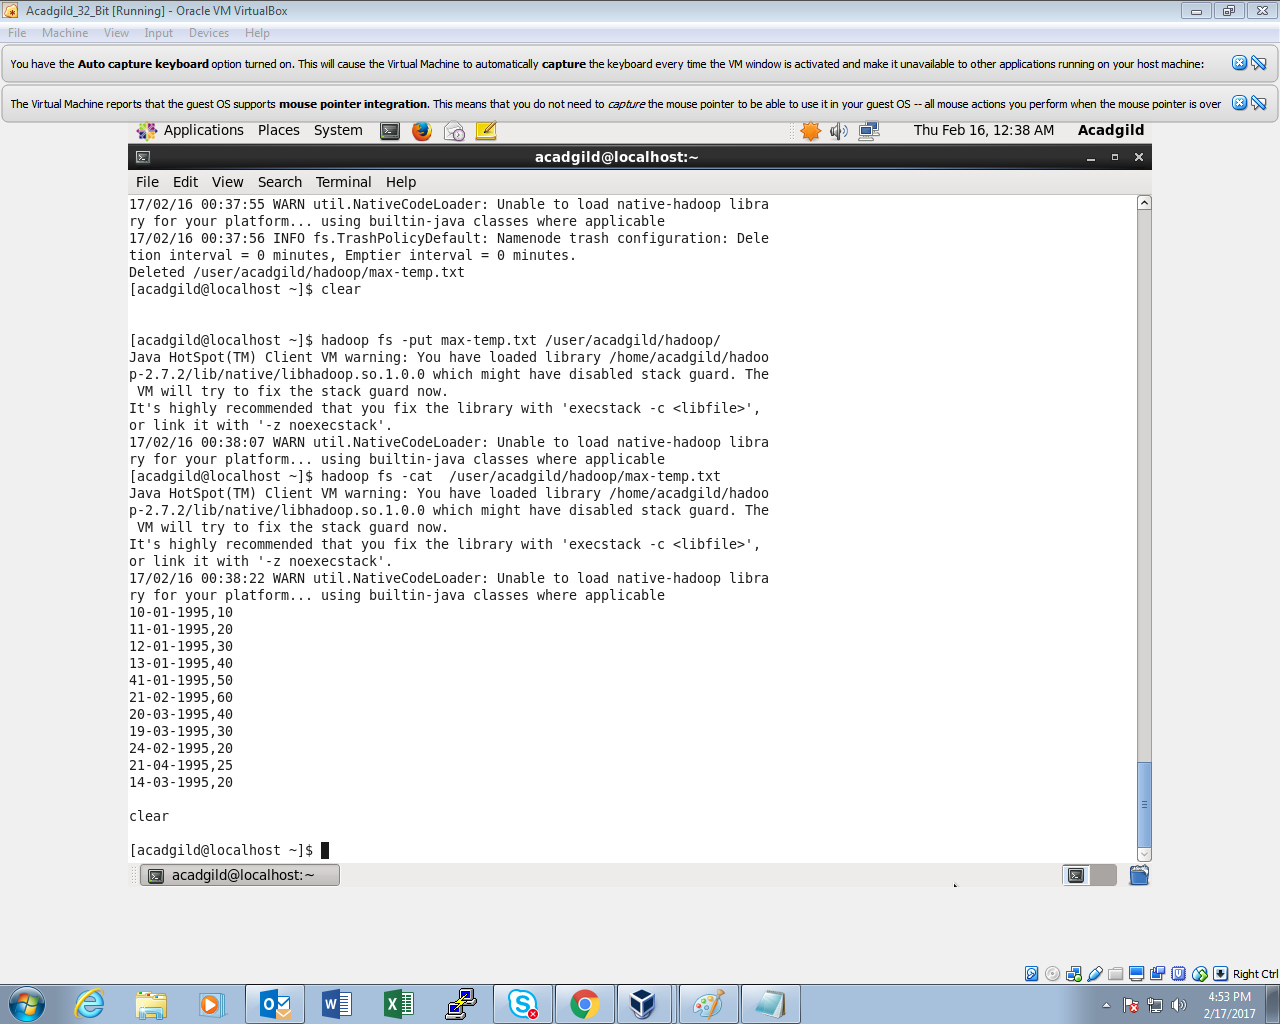 Acadgild_32_Bit [Running] - Oracle VM VirtualBox
File Machine View Input Devices Help
You have the Auto capture keyboard option turned on. This will cause the Virtual Machine to automatically capture the keyboard every time the VM window is activated and make it unavailable to other applications running on your host machine:
The Virtual Machine reports that the guest OS supports mouse pointer integration. This means that you do not need to capture the mouse pointer to be able to use it in your guest OS -- all mouse actions you perform when the mouse pointer is over
Applications Places System Thu Feb 16, 12:38 AM Acadgild
acadgild@localhost:~
File Edit View Search Terminal Help
17/02/16 00:37:55 WARN util.NativeCodeLoader: Unable to load native-hadoop libra
ry for your platform... using builtin-java classes where applicable
17/02/16 00:37:56 INFO fs.TrashPolicyDefault: Namenode trash configuration: Dele
tion interval = 0 minutes, Emptier interval = 0 minutes.
Deleted /user/acadgild/hadoop/max-temp.txt
[acadgild@localhost ~]$ clear
[acadgild@localhost ~]$ hadoop fs -put max-temp.txt /user/acadgild/hadoop/
Java HotSpot(TM) Client VM warning: You have loaded library /home/acadgild/hadoo
p-2.7.2/lib/native/libhadoop.so.1.0.0 which might have disabled stack guard. The
 VM will try to fix the stack guard now.
It's highly recommended that you fix the library with 'execstack -c <libfile>',
or link it with '-z noexecstack'.
17/02/16 00:38:07 WARN util.NativeCodeLoader: Unable to load native-hadoop libra
ry for your platform... using builtin-java classes where applicable
[acadgild@localhost ~]$ hadoop fs -cat  /user/acadgild/hadoop/max-temp.txt
Java HotSpot(TM) Client VM warning: You have loaded library /home/acadgild/hadoo
p-2.7.2/lib/native/libhadoop.so.1.0.0 which might have disabled stack guard. The
 VM will try to fix the stack guard now.
It's highly recommended that you fix the library with 'execstack -c <libfile>',
or link it with '-z noexecstack'.
17/02/16 00:38:22 WARN util.NativeCodeLoader: Unable to load native-hadoop libra
ry for your platform... using builtin-java classes where applicable
10-01-1995,10
11-01-1995,20
12-01-1995,30
13-01-1995,40
41-01-1995,50
21-02-1995,60
20-03-1995,40
19-03-1995,30
24-02-1995,20
21-04-1995,25
14-03-1995,20
clear
[acadgild@localhost ~]$
acadgild@localhost:~
Right Ctrl
4:53 PM
2/17/2017